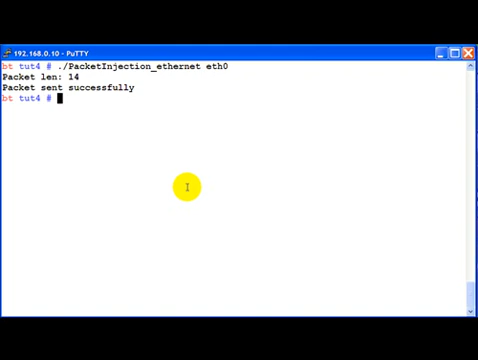 192.168.0.10 - PuTTY
bt tut4 # ./PacketInjection_ethernet eth0
Packet len: 14
Packet sent successfully
bt tut4 #